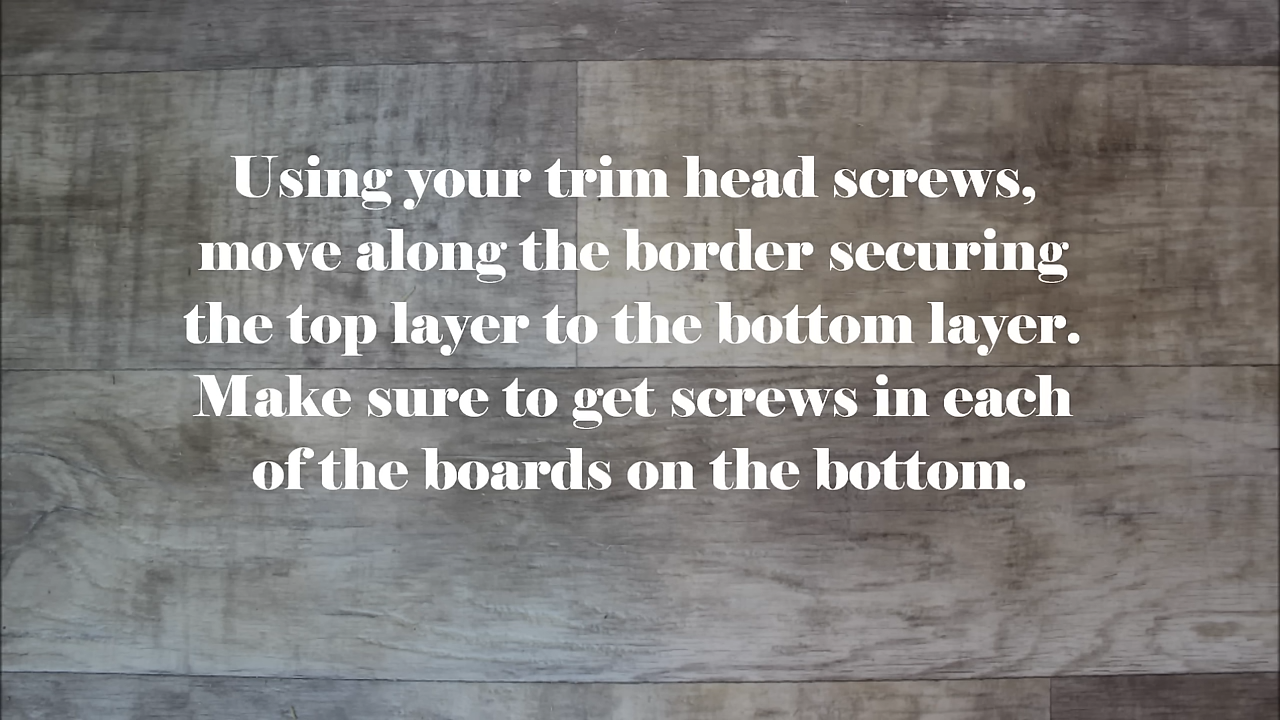 Using your trim head screws,
move along the border securing
the top layer to the bottom layer.
Make sure to get screws in each
of the boards on the bottom.